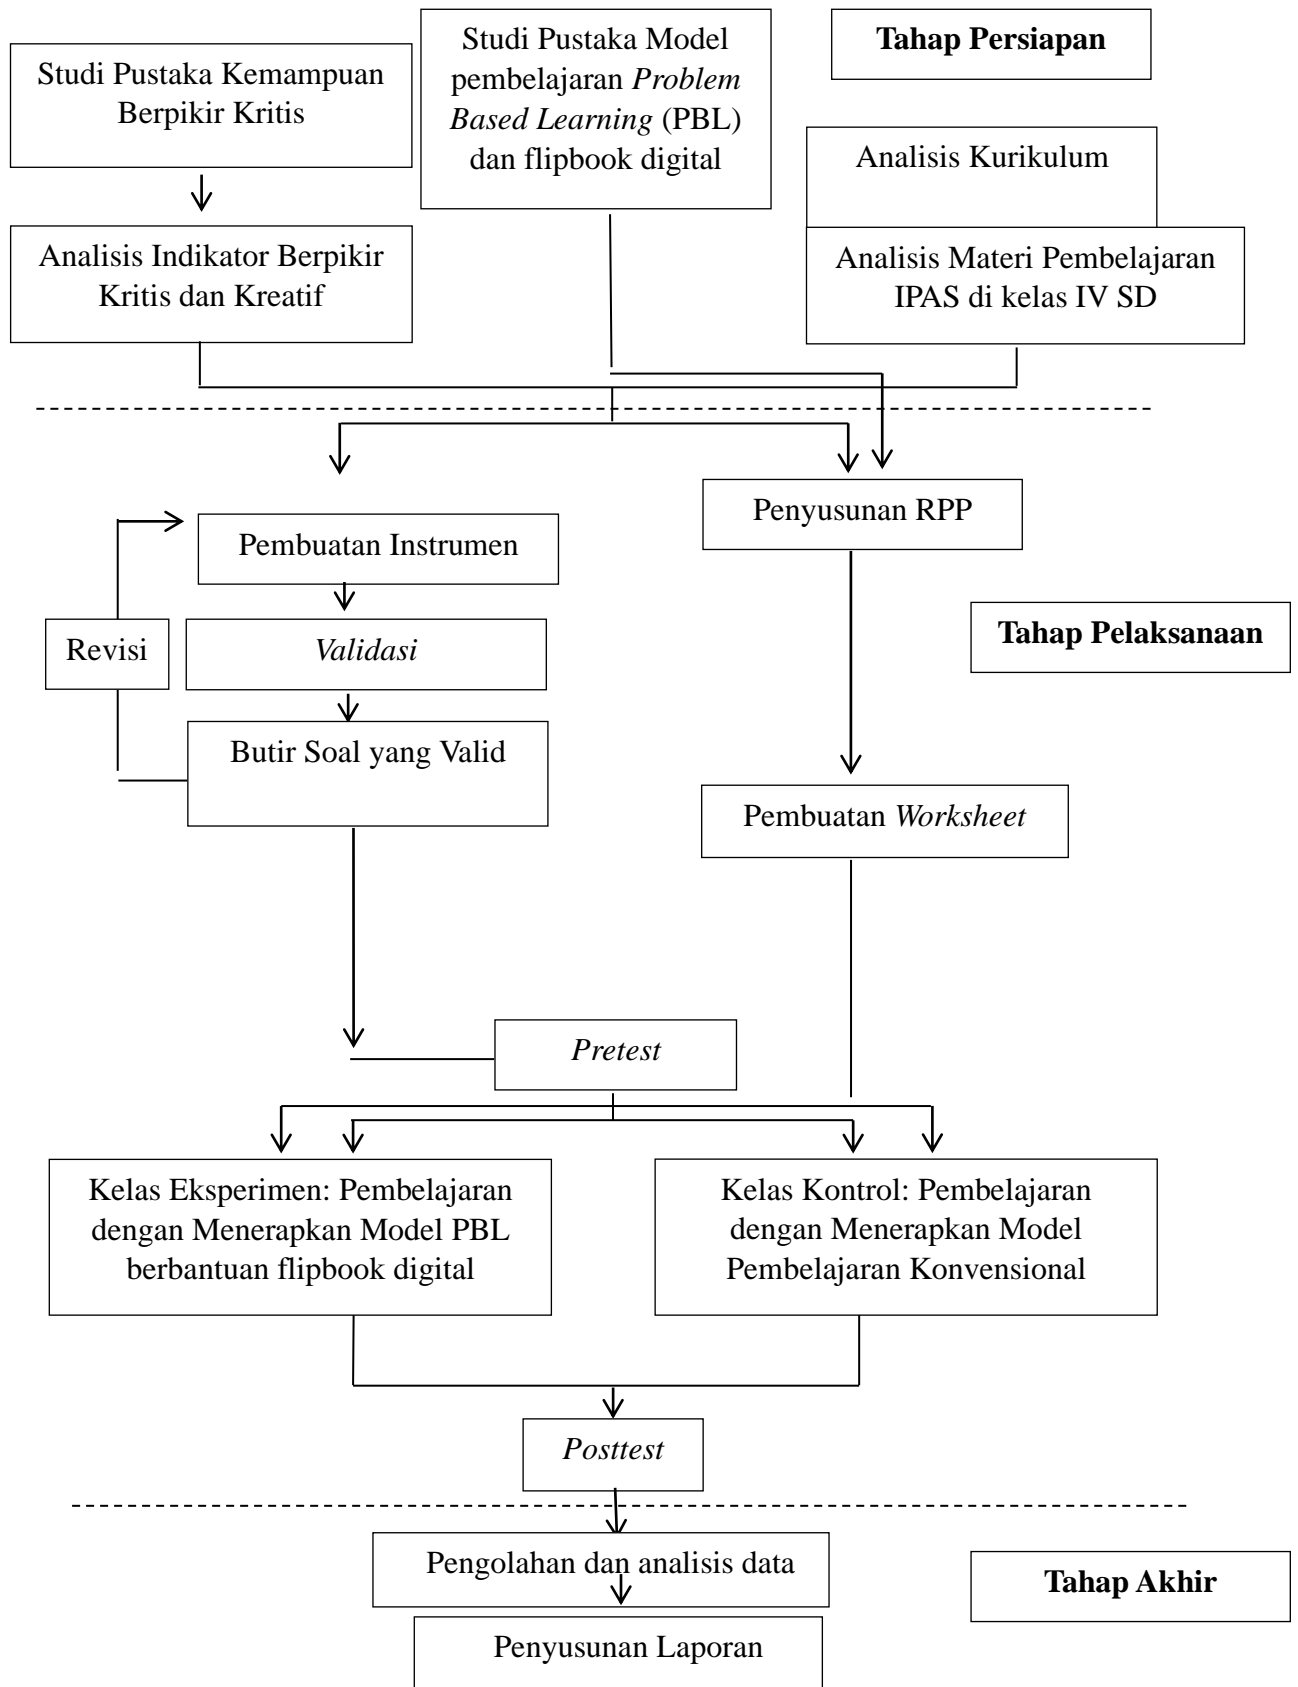 Studi Pustaka Kemampuan
Berpikir Kritis
Studi Pustaka Model
pembelajaran Problem
Based Learning (PBL)
dan flipbook digital
Tahap Persiapan
Analisis Kurikulum
Analisis Indikator Berpikir
Kritis dan Kreatif
Analisis Materi Pembelajaran
IPAS di kelas IV SD
Penyusunan RPP
Pembuatan Instrumen
Revisi
Validasi
Tahap Pelaksanaan
Butir Soal yang Valid
Pembuatan Worksheet
Pretest
Kelas Eksperimen: Pembelajaran
dengan Menerapkan Model PBL
berbantuan flipbook digital
Kelas Kontrol: Pembelajaran
dengan Menerapkan Model
Pembelajaran Konvensional
Posttest
Pengolahan dan analisis data
Tahap Akhir
Penyusunan Laporan